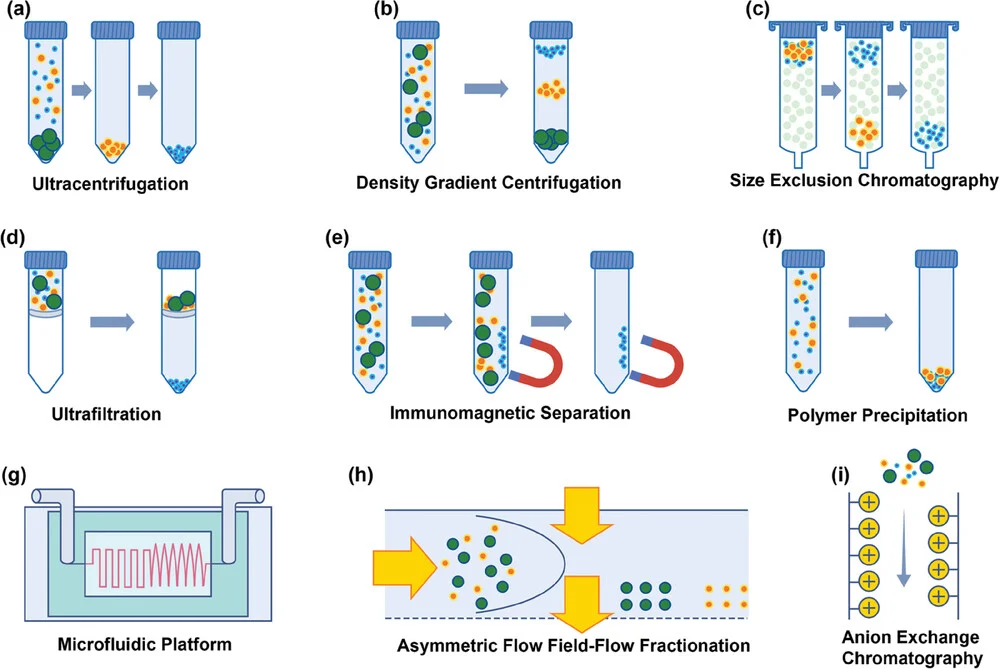 (a)
(b)
(c)
Ultracentrifugation
Density Gradient Centrifugation
Size Exclusion Chromatography
(d)
(e)
(f)
Ultrafiltration
Immunomagnetic Separation
Polymer Precipitation
(g)
(h)
(i)
+
+
+
+
+
+
+
+
+
Microfluidic Platform
Asymmetric Flow Field-Flow Fractionation
Anion Exchange
Chromatography